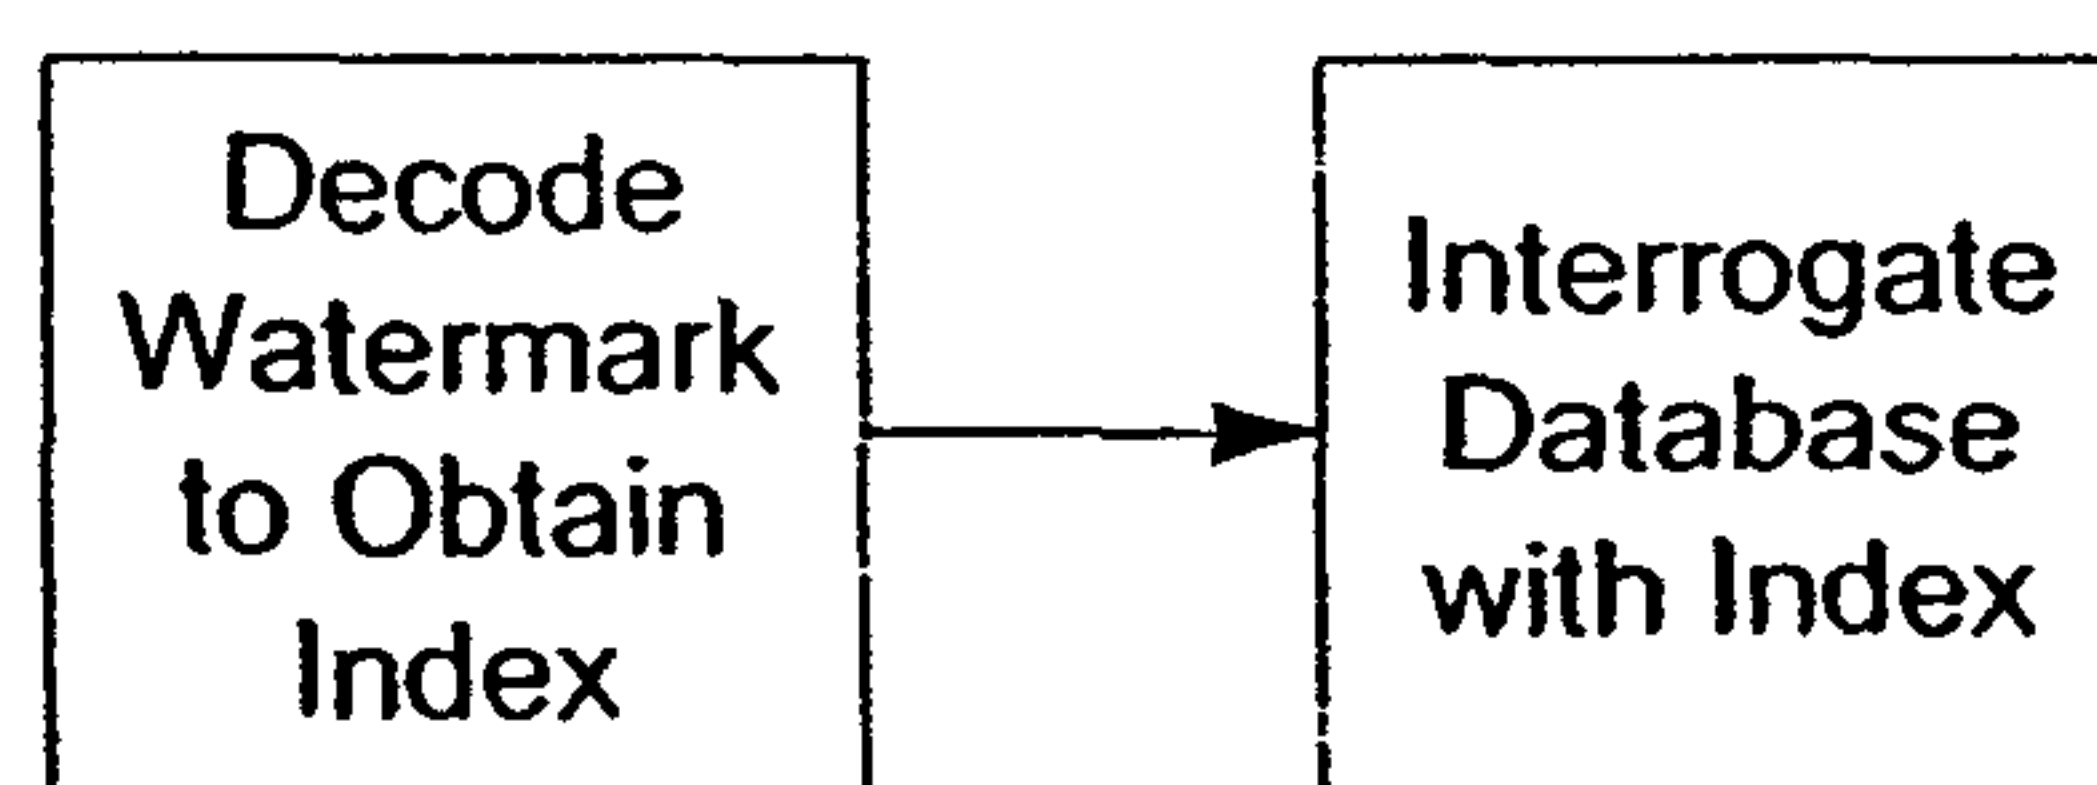 Decode
Watermark
to Obtain
Index
Interrogate
Database
with Index